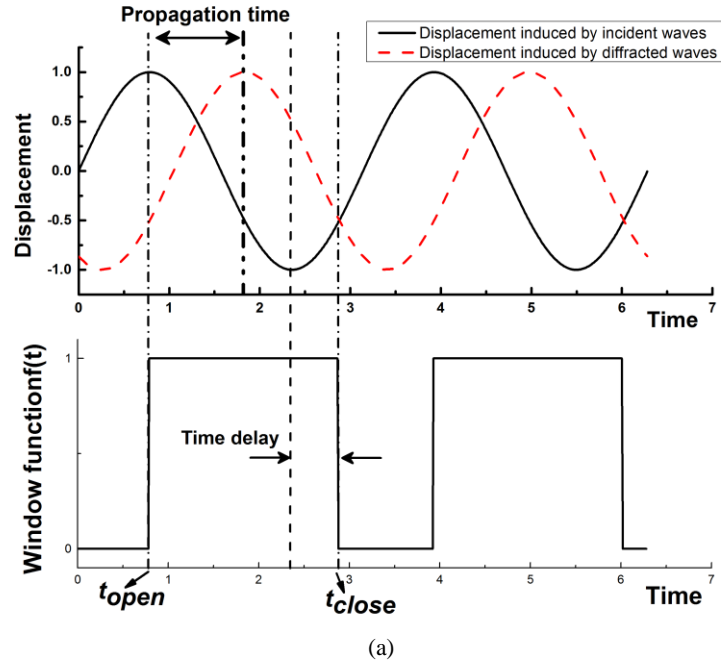 Propagation time
Displacement induced by incident waves
Displacement induced by diffracted waves
1.0
0.5
0.0
-0.5
-1.0
Displacement
0 1 2 3 4 5 6 7
Time
1
0
Window functionf(t)
Time delay
0 1 2 3 4 5 6 7
topen
tclose
Time
(a)